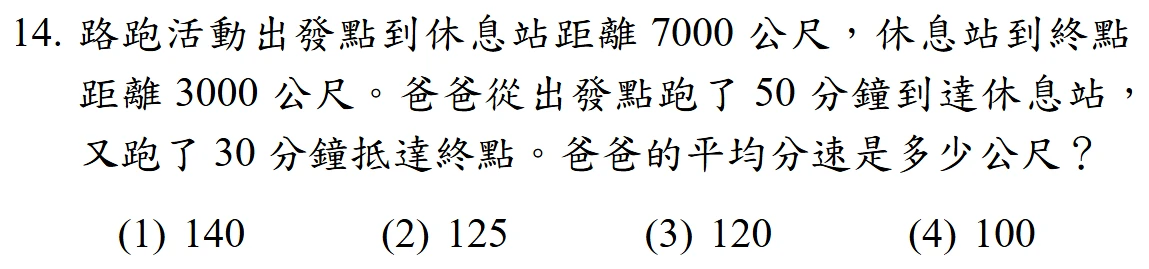 14. 路跑活動出發點到休息站距離 7000 公尺，休息站到終點
距離 3000 公尺。爸爸從出發點跑了 50 分鐘到達休息站，
又跑了 30 分鐘抵達終點。爸爸的平均分速是多少公尺？
(1) 140 (2) 125 (3) 120 (4) 100